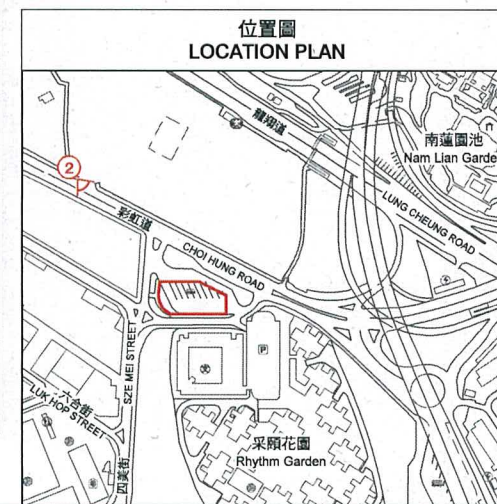 位置圖
LOCATION PLAN
龍翔道
南蓮園池
Nam Lian Garde
LUNG CHEUNG ROAD
2
彩虹道
CHOI HUNG ROAD
SZE MEI STREET
四美街
六合街
LUK HOP STREET
P
采頤花園
Rhythm Garden